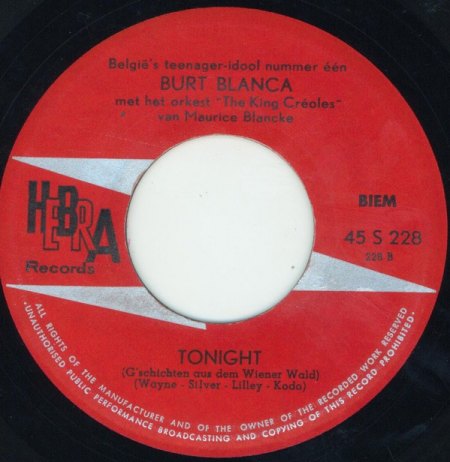 België's teenager-idool nummer één
BURT BLANCA
met het orkest "The King Créoles"
van Maurice Blancke
HEBRA
Records
BIEM
45 S 228
228 B
TONIGHT
(G'schichten aus dem Wiener Wald)
(Wayne - Silver - Lilley - Kodo)
ALL RIGHTS OF THE MANUFACTURER AND OF THE OWNER OF THE RECORDED WORK RESERVED
UNAUTHORISED PUBLIC PERFORMANCE BROADCASTING AND COPYING OF THIS RECORD PROHIBITED